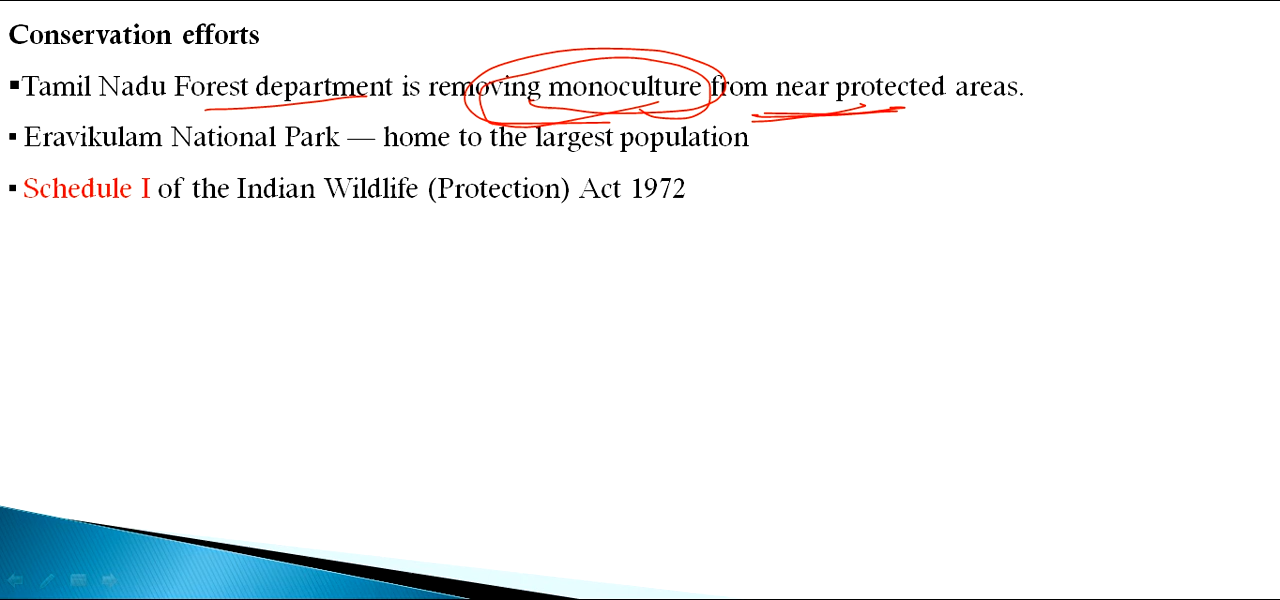 Conservation efforts
▪Tamil Nadu Forest department is removing monoculture from near protected areas.
▪ Eravikulam National Park — home to the largest population
▪ Schedule I of the Indian Wildlife (Protection) Act 1972